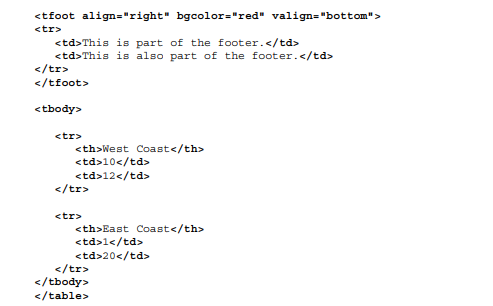 <tfoot align="right" bgcolor="red" valign="bottom">
<tr>
<td>This is part of the footer.</td>
<td>This is also part of the footer.</td>
</tr>
</tfoot>
<tbody>
<tr>
<th>West Coast</th>
<td>10</td>
<td>12</td>
</tr>
<tr>
<th>East Coast</th>
<td>1</td>
<td>20</td>
</tr>
</tbody>
</table>